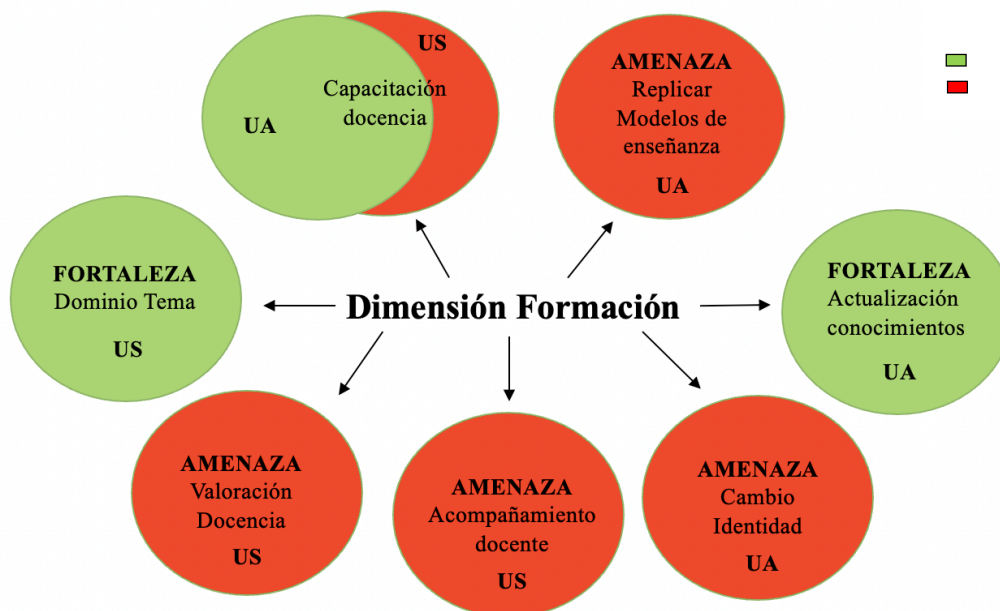 US
Capacitación
docencia
UA
AMENAZA
Replicar
Modelos de
enseñanza
UA
FORTALEZA
Dominio Tema
US
Dimensión Formación
FORTALEZA
Actualización
conocimientos
UA
AMENAZA
Valoración
Docencia
US
AMENAZA
Acompañamiento
docente
US
AMENAZA
Cambio
Identidad
UA